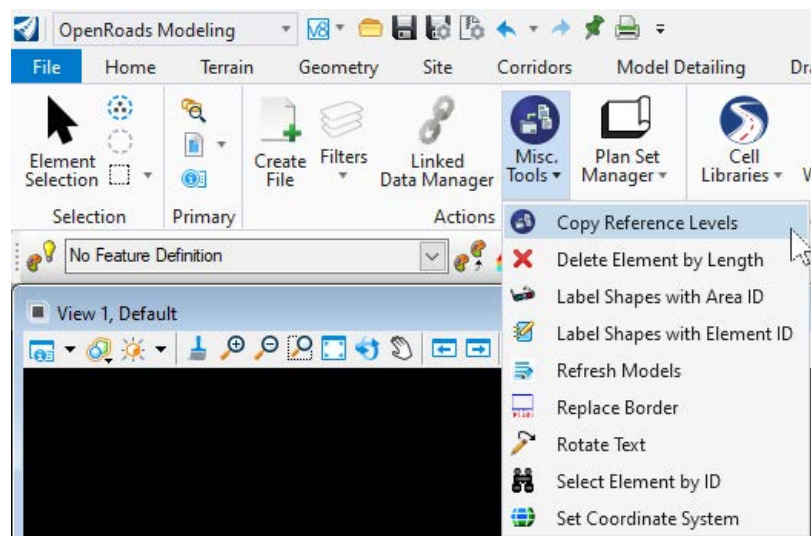 OpenRoads Modeling
File Home Terrain Geometry Site Corridors Model Detailing
Element
Selection
Create
File
Filters
Linked
Data Manager
Misc.
Tools
Plan Set
Manager
Cell
Libraries
Selection Primary Actions
No Feature Definition
View 1, Default
Copy Reference Levels
Delete Element by Length
Label Shapes with Area ID
Label Shapes with Element ID
Refresh Models
Replace Border
Rotate Text
Select Element by ID
Set Coordinate System